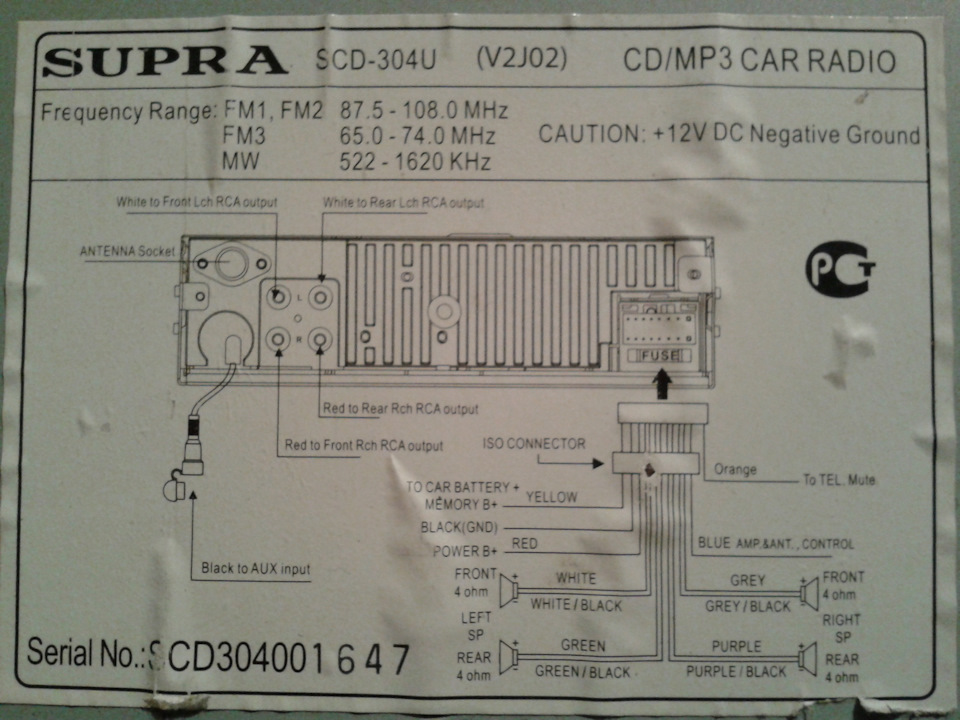 SUPRA SCD-304U (V2J02) CD/MP3 CAR RADIO
Frequency Range: FM1, FM2 87.5 - 108.0 MHz
FM3 65.0 - 74.0 MHz
MW 522 - 1620 KHz
CAUTION: +12V DC Negative Ground
White to Front Lch RCA output
White to Rear Lch RCA output
ANTENNA Socket
L
R
FUSE
PCT
Red to Rear Rch RCA output
Red to Front Rch RCA output
ISO CONNECTOR
Orange
To TEL. Mute
TO CAR BATTERY +
MEMORY B+
YELLOW
BLACK(GND)
POWER B+
RED
BLUE AMP.&ANT., CONTROL
Black to AUX input
FRONT
4 ohm
+
WHITE
WHITE / BLACK
LEFT
SP
REAR
4 ohm
+
GREEN
GREEN / BLACK
GREY
GREY / BLACK
+
FRONT
4 ohm
RIGHT
SP
PURPLE
PURPLE / BLACK
+
REAR
4 ohm
Serial No.:SCD304001647